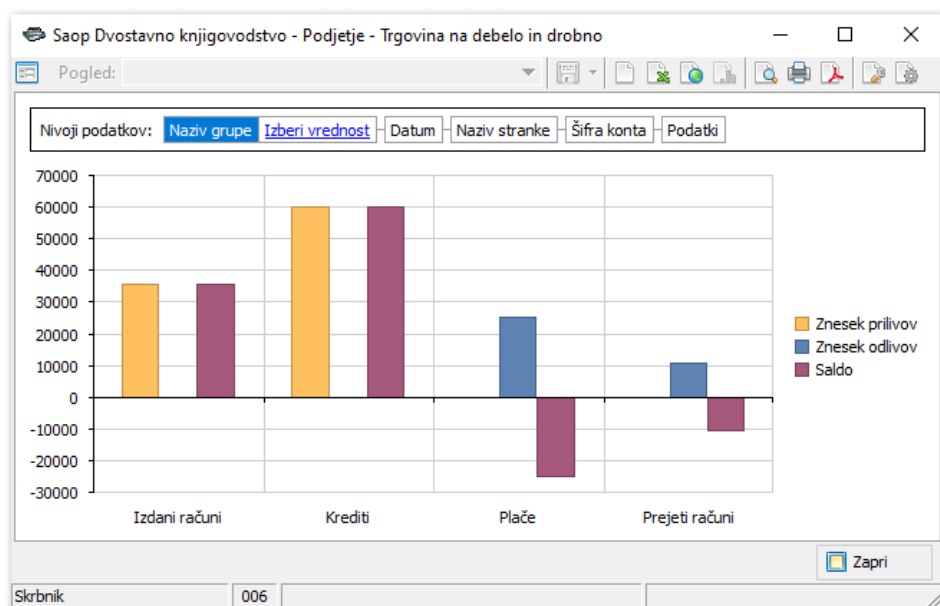 Saop Dvostavno knjigovodstvo - Podjetje - Trgovina na debelo in drobno
Pogled:
Nivoji podatkov: Naziv grupe Izberi vrednost Datum Naziv stranke Šifra konta Podatki
70000
60000
50000
40000
30000
20000
10000
0
-10000
-20000
-30000
Izdani računi Krediti Plače Prejeti računi
Znesek prilivov
Znesek odlivov
Saldo
Zapri
Skrbnik 006